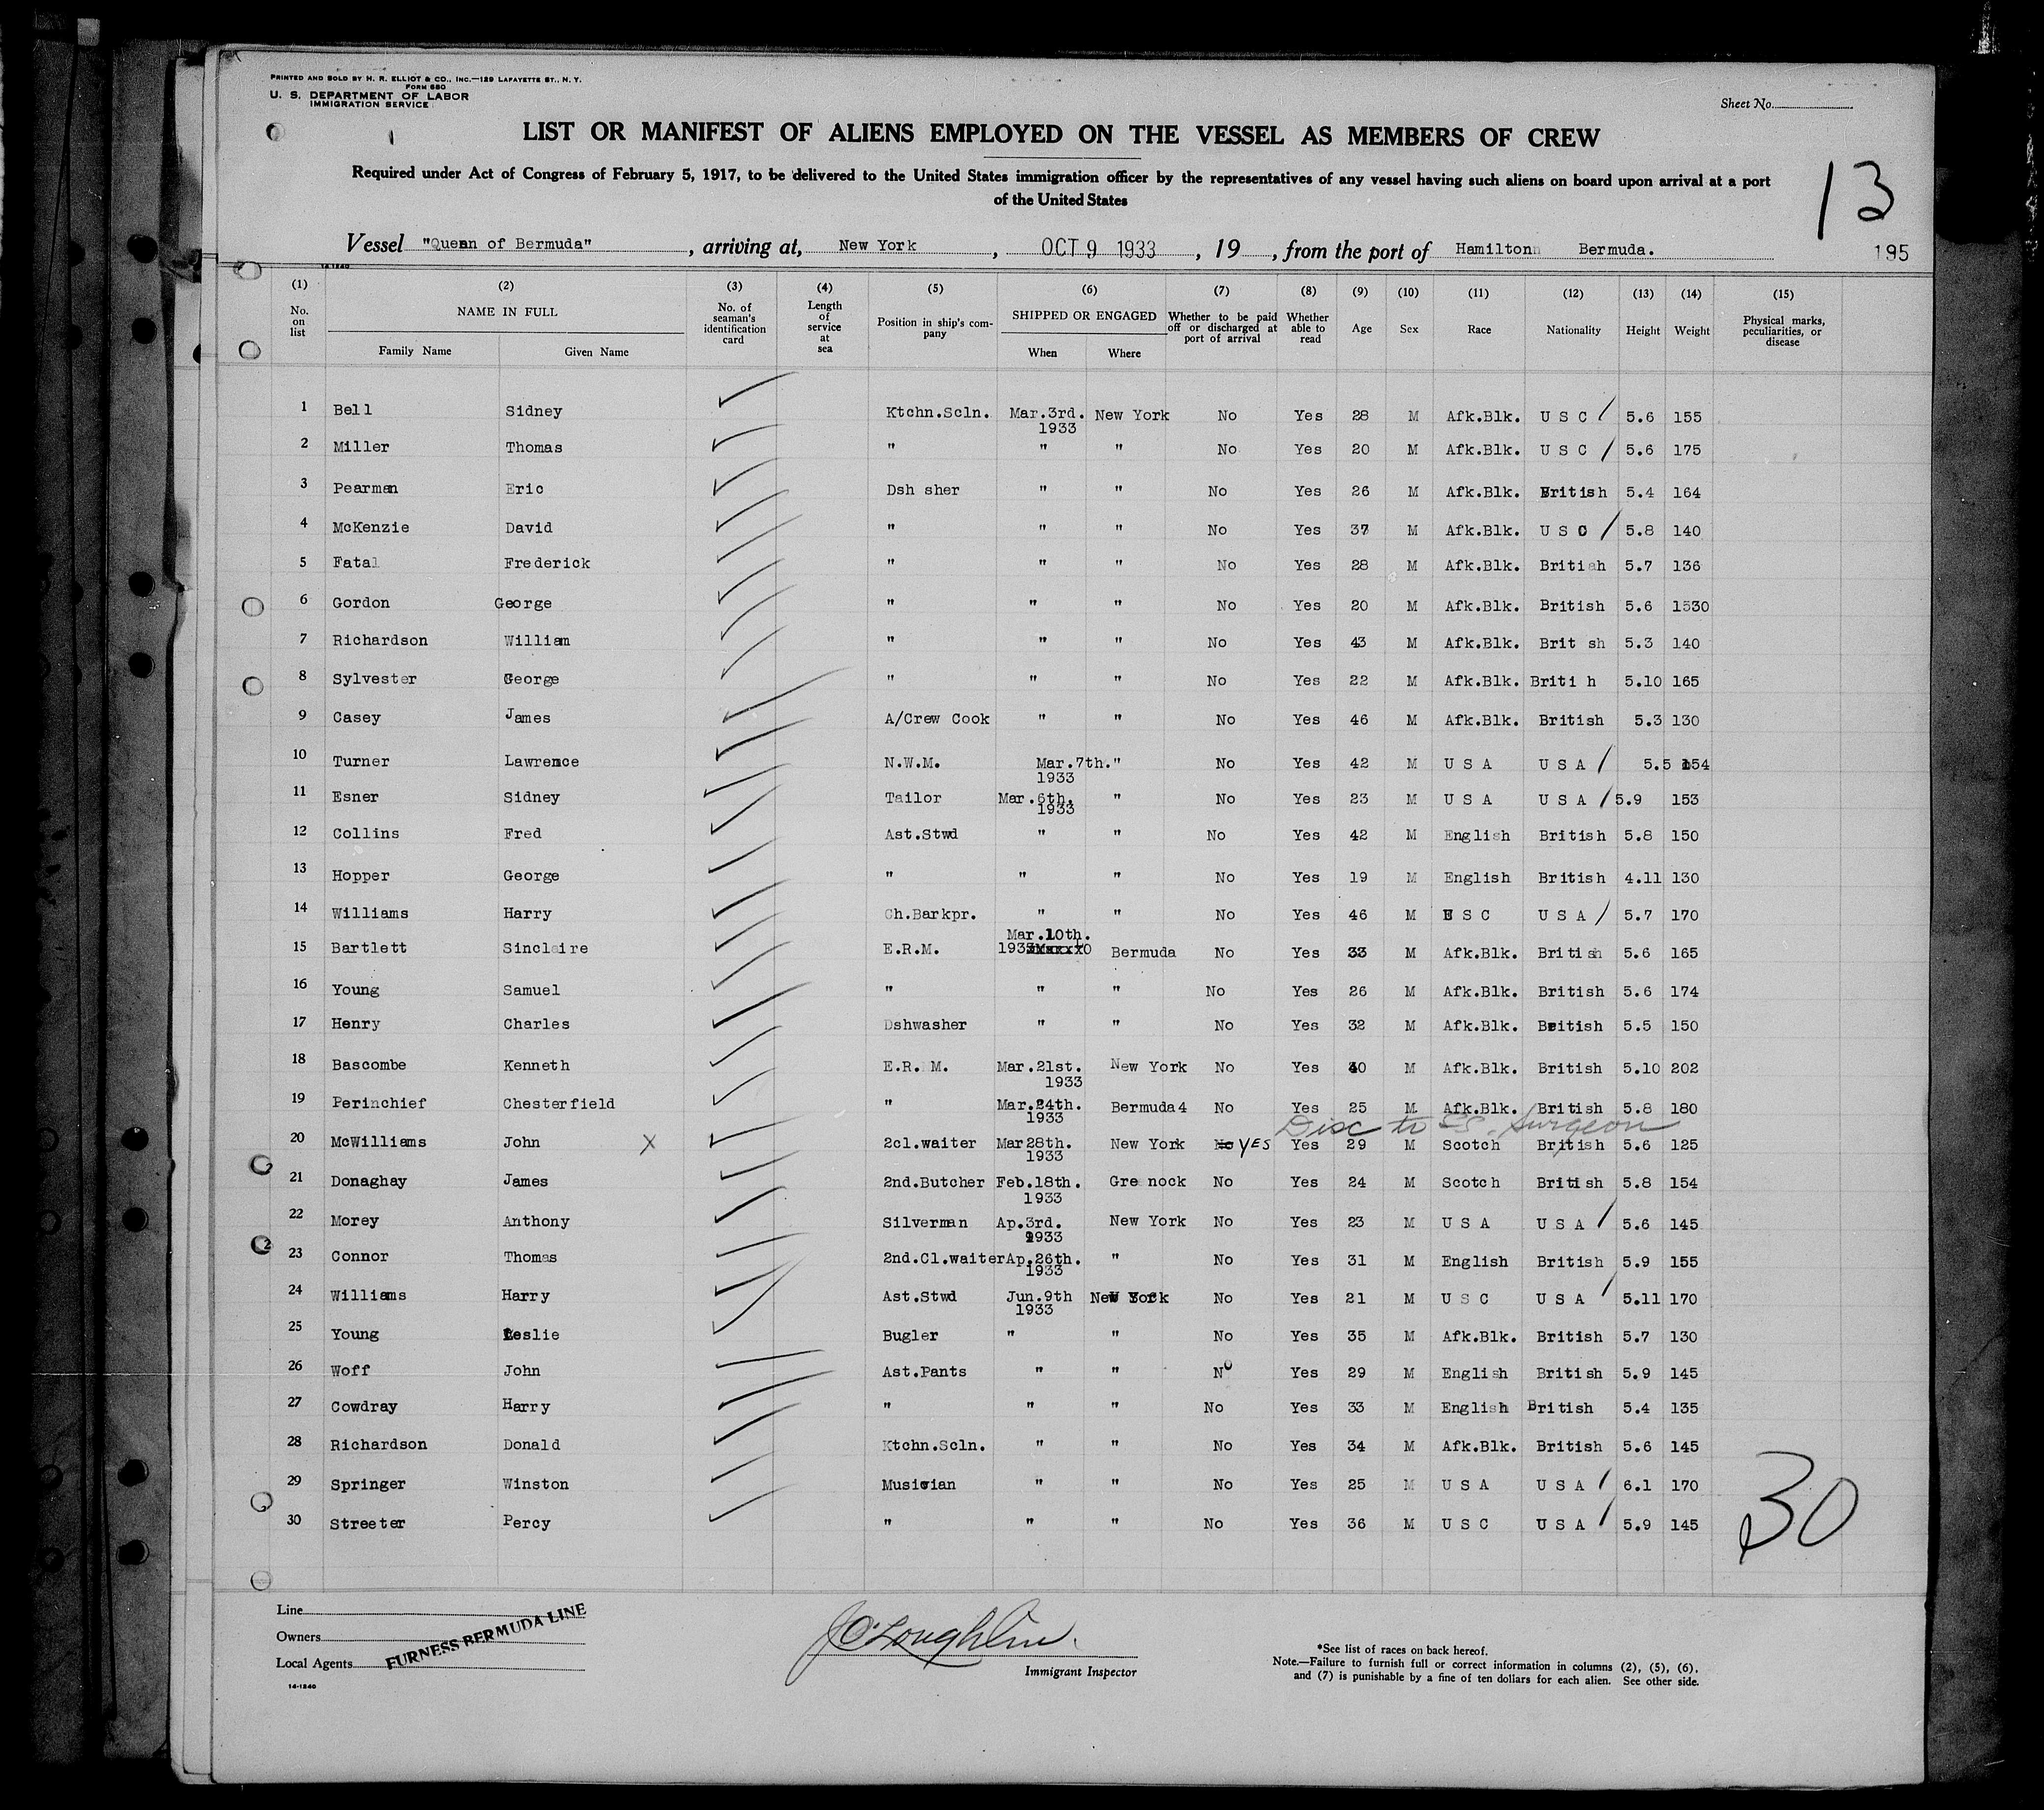 PRINTED AND SOLD BY H. R. ELLIOT & CO., INC.—129 LAFAYETTE ST., N. Y.
FORM 680
U. S. DEPARTMENT OF LABOR
IMMIGRATION SERVICE
Sheet No.
LIST OR MANIFEST OF ALIENS EMPLOYED ON THE VESSEL AS MEMBERS OF CREW
Required under Act of Congress of February 5, 1917, to be delivered to the United States immigration officer by the representatives of any vessel having such aliens on board upon arrival at a port
of the United States
13
Vessel "Queen of Bermuda", arriving at, New York, OCT 9 1933, 19 , from the port of Hamilton Bermuda. 195
14-1240
(1) (2) (3) (4) (5) (6) (7) (8) (9) (10) (11) (12) (13) (14) (15)
No. on list NAME IN FULL Family Name Given Name No. of seaman's identification card Length of service at sea Position in ship's company SHIPPED OR ENGAGED When Where Whether to be paid off or discharged at port of arrival Whether able to read Age Sex Race Nationality Height Weight Physical marks, peculiarities, or disease
1 Bell Sidney Ktchn.Scln. Mar.3rd. 1933 New York No Yes 28 M Afk.Blk. U S C / 5.6 155
2 Miller Thomas " " " No Yes 20 M Afk.Blk. U S C / 5.6 175
3 Pearman Eric Dsh sher " " No Yes 26 M Afk.Blk. British 5.4 164
4 McKenzie David " " " No Yes 37 M Afk.Blk. U S C / 5.8 140
5 Fatal Frederick " " " No Yes 28 M Afk.Blk. British 5.7 136
6 Gordon George " " " No Yes 20 M Afk.Blk. British 5.6 1530
7 Richardson William " " " No Yes 43 M Afk.Blk. Brit sh 5.3 140
8 Sylvester George " " " No Yes 22 M Afk.Blk. Briti h 5.10 165
9 Casey James A/Crew Cook " " No Yes 46 M Afk.Blk. British 5.3 130
10 Turner Lawrence N.W.M. Mar.7th. 1933 " No Yes 42 M U S A U S A / 5.5 154
11 Esner Sidney Tailor Mar.6th. 1933 " No Yes 23 M U S A U S A / 5.9 153
12 Collins Fred Ast.Stwd " " No Yes 42 M English British 5.8 150
13 Hopper George " " " No Yes 19 M English British 4.11 130
14 Williams Harry Ch.Barkpr. " " No Yes 46 M U S C U S A / 5.7 170
15 Bartlett Sinclaire E.R.M. Mar.10th. 1933 Bermuda No Yes 33 M Afk.Blk. British 5.6 165
16 Young Samuel " " " No Yes 26 M Afk.Blk. British 5.6 174
17 Henry Charles Dshwasher " " No Yes 32 M Afk.Blk. British 5.5 150
18 Bascombe Kenneth E.R. M. Mar.21st. 1933 New York No Yes 30 M Afk.Blk. British 5.10 202
19 Perinchief Chesterfield " Mar.24th. 1933 Bermuda4 No Yes 25 M Afk.Blk. British 5.8 180
Disc to Surgeon
20 McWilliams John X 2cl.waiter Mar28th. 1933 New York No YES Yes 29 M Scotch British 5.6 125
21 Donaghay James 2nd.Butcher Feb.18th. 1933 Gre nock No Yes 24 M Scotch British 5.8 154
22 Morey Anthony Silverman Ap.3rd. 1933 New York No Yes 23 M U S A U S A / 5.6 145
23 Connor Thomas 2nd.Cl.waiter Ap.26th. 1933 " No Yes 31 M English British 5.9 155
24 Williams Harry Ast.Stwd Jun.9th 1933 New York No Yes 21 M U S C U S A / 5.11 170
25 Young Leslie Bugler " " No Yes 35 M Afk.Blk. British 5.7 130
26 Woff John Ast.Pants " " No Yes 29 M English British 5.9 145
27 Cowdray Harry " " " No Yes 33 M English British 5.4 135
28 Richardson Donald Ktchn.Scln. " " No Yes 34 M Afk.Blk. British 5.6 145
29 Springer Winston Musician " " No Yes 25 M U S A U S A / 6.1 170
30 Streeter Percy " " " No Yes 36 M U S C U S A / 5.9 145
30
Line
Owners
Local Agents
FURNESS BERMUDA LINE
14-1240
J O'Loughlin.
Immigrant Inspector
*See list of races on back hereof.
Note.—Failure to furnish full or correct information in columns (2), (5), (6),
and (7) is punishable by a fine of ten dollars for each alien. See other side.